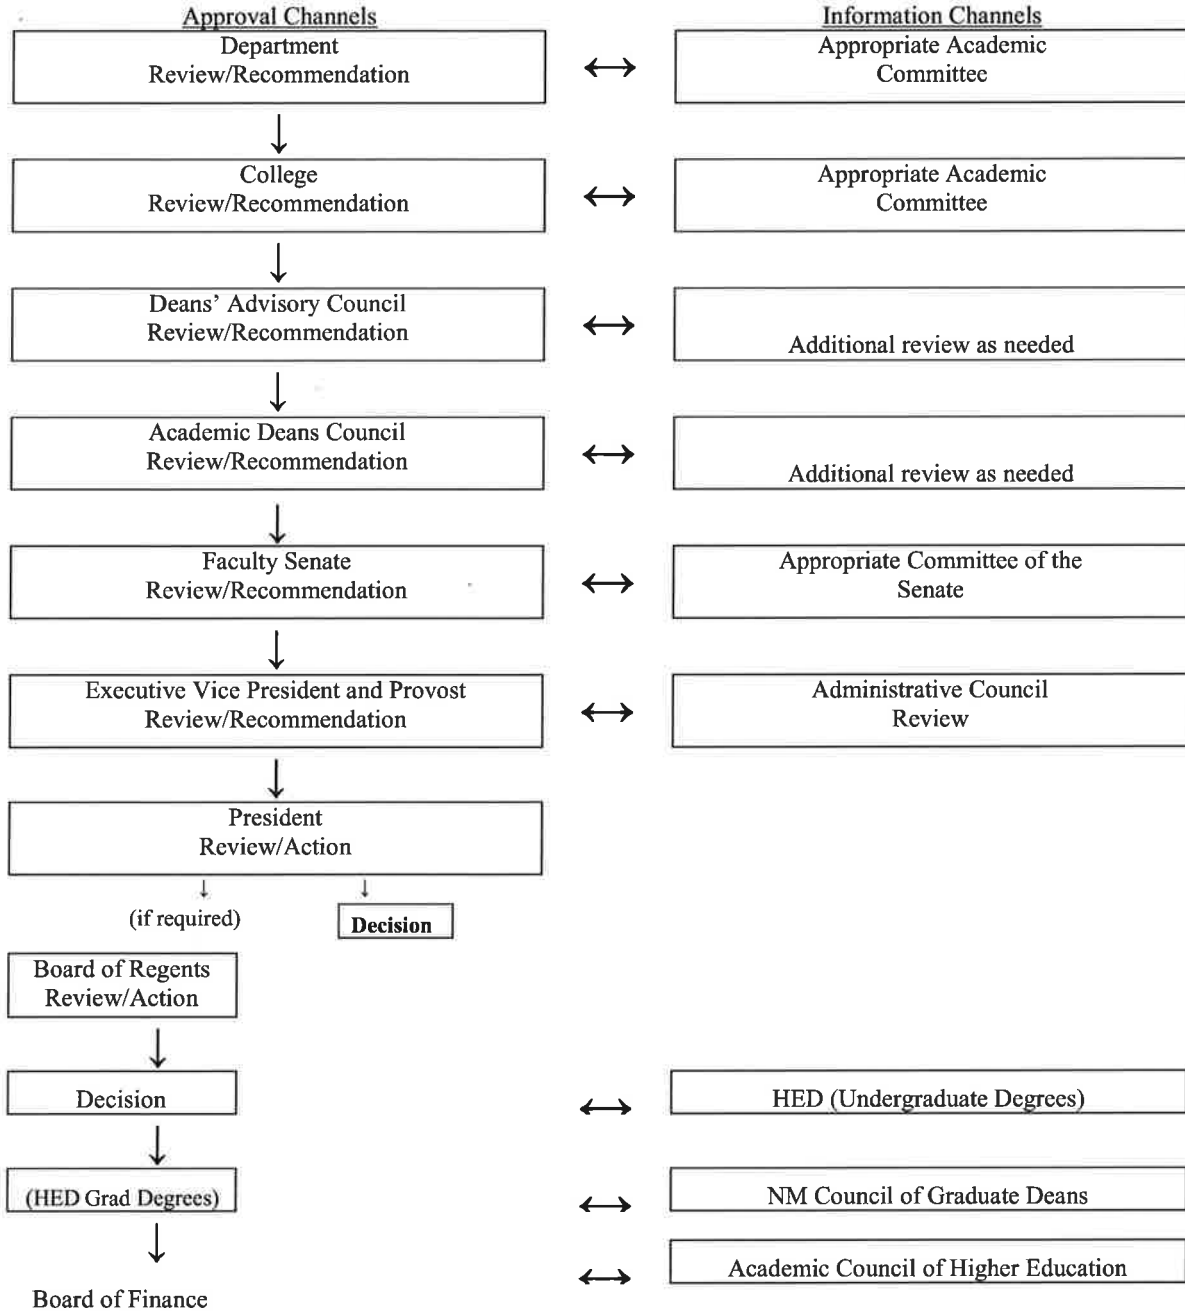 Approval Channels
Information Channels
Department
Review/Recommendation
Appropriate Academic
Committee
College
Review/Recommendation
Appropriate Academic
Committee
Deans’ Advisory Council
Review/Recommendation
Additional review as needed
Academic Deans Council
Review/Recommendation
Additional review as needed
Faculty Senate
Review/Recommendation
Appropriate Committee of the
Senate
Executive Vice President and Provost
Review/Recommendation
Administrative Council
Review
President
Review/Action
(if required)
Decision
Board of Regents
Review/Action
Decision
HED (Undergraduate Degrees)
(HED Grad Degrees)
NM Council of Graduate Deans
Academic Council of Higher Education
Board of Finance